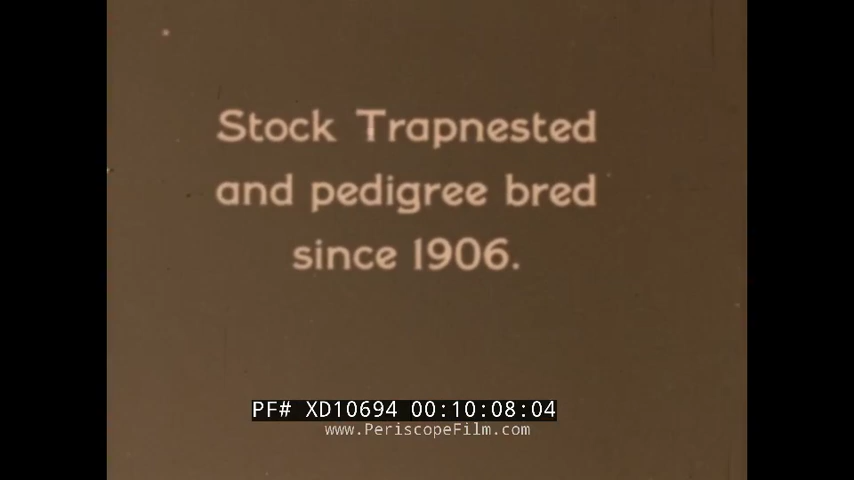 Stock Trapnested
and pedigree bred
since 1906.
PF# XD10694 00:10:08:04
www.PeriscopeFilm.com